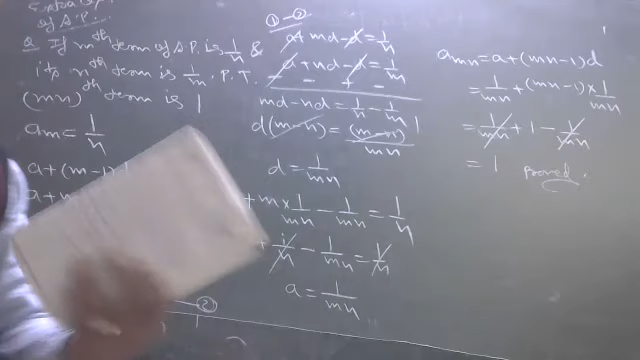 of A.P.
Q If mth term of A.P. is 1/n &
its nth term is 1/m, P.T.
(mn)th term is 1
am = 1/n
a+(m-1)
① - ②
a + md - d = 1/n
a + nd - d = 1/m
- - + -
md - nd = 1/n - 1/m
d(m-n) = (m-n)/mn
d = 1/mn
+ m × 1/mn - 1/mn = 1/n
+ 1/n - 1/mn = 1/n
a = 1/mn
②
amn = a + (mn-1)d
= 1/mn + (mn-1) × 1/mn
= 1/mn + 1 - 1/mn
= 1 Proved.